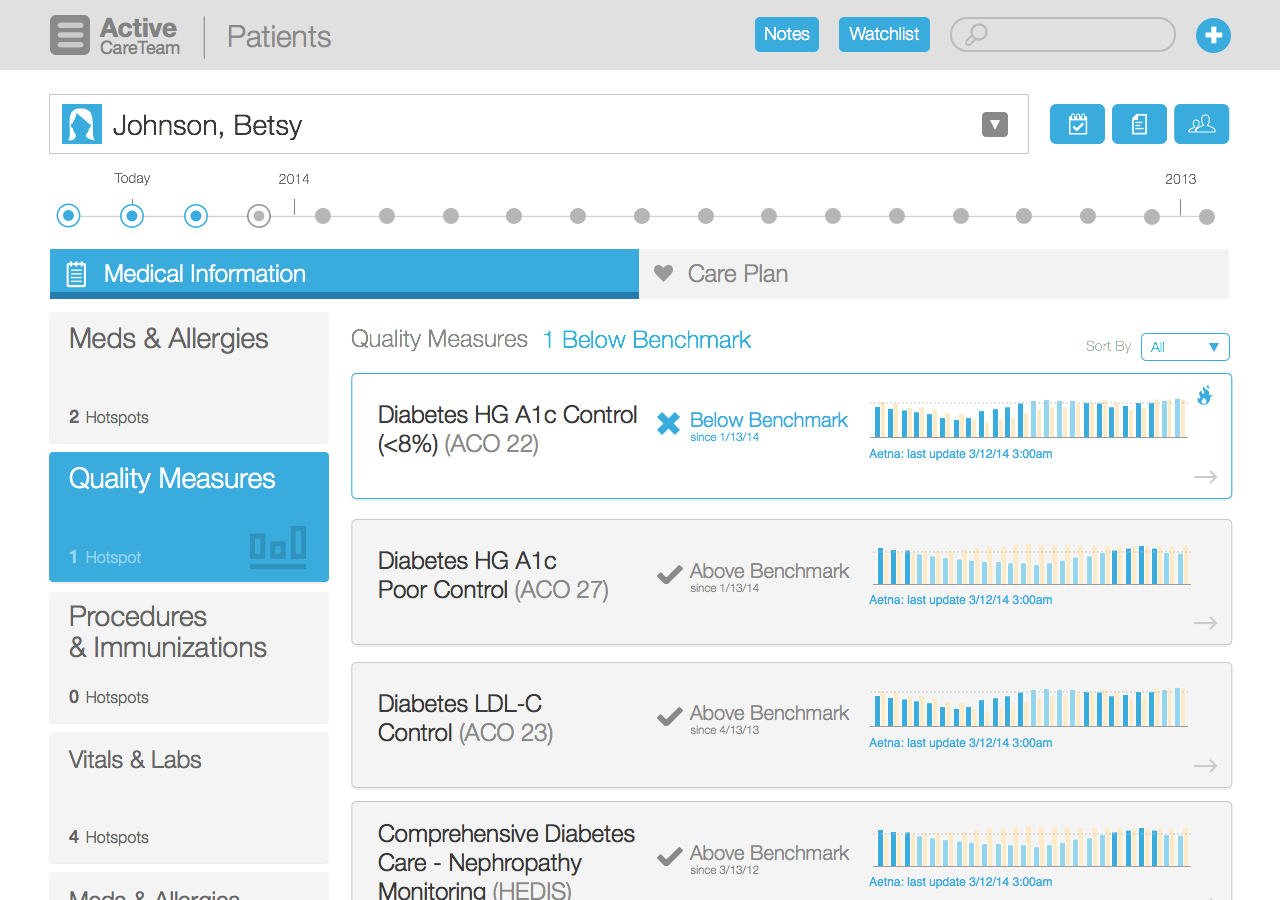 Active
CareTeam
Patients
Notes
Watchlist
Johnson, Betsy
Today
2014
2013
Medical Information
Care Plan
Meds & Allergies
2 Hotspots
Quality Measures
1 Hotspot
Procedures
& Immunizations
0 Hotspots
Vitals & Labs
4 Hotspots
Meds & Allergies
Quality Measures 1 Below Benchmark
Sort By All
Diabetes HG A1c Control
(<8%) (ACO 22)
Below Benchmark
since 1/13/14
Aetna: last update 3/12/14 3:00am
Diabetes HG A1c
Poor Control (ACO 27)
Above Benchmark
since 1/13/14
Aetna: last update 3/12/14 3:00am
Diabetes LDL-C
Control (ACO 23)
Above Benchmark
since 4/13/13
Aetna: last update 3/12/14 3:00am
Comprehensive Diabetes
Care - Nephropathy
Monitoring (HEDIS)
Above Benchmark
since 3/13/12
Aetna: last update 3/12/14 3:00am